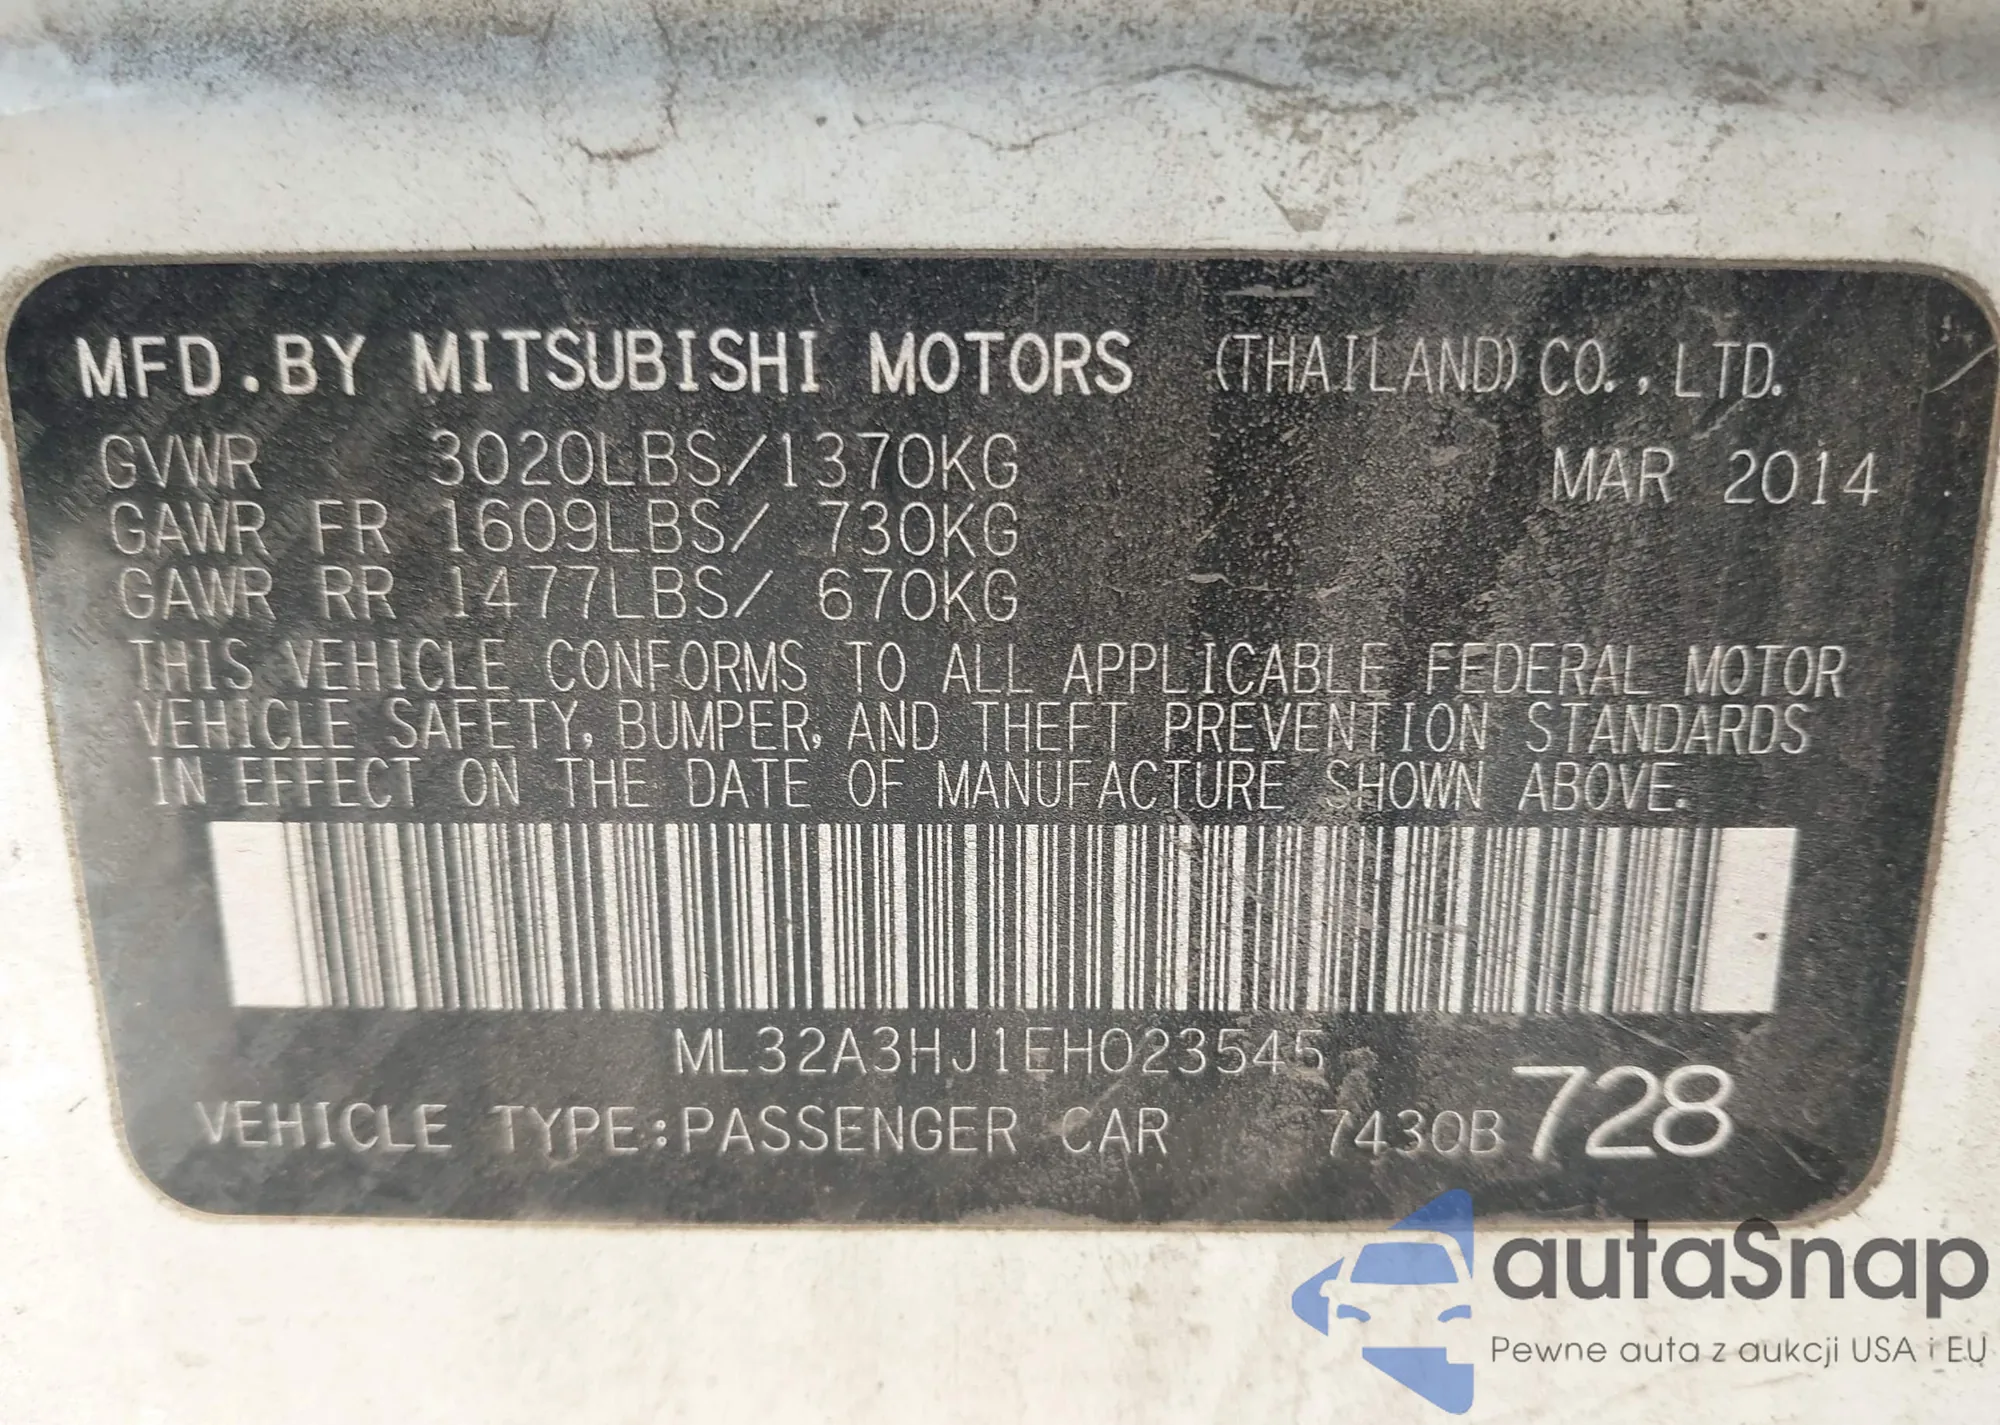 MFD.BY MITSUBISHI MOTORS (THAILAND) CO.,LTD.
GVWR 3020LBS/1370KG MAR 2014
GAWR FR 1609LBS/ 730KG
GAWR RR 1477LBS/ 670KG
THIS VEHICLE CONFORMS TO ALL APPLICABLE FEDERAL MOTOR
VEHICLE SAFETY, BUMPER, AND THEFT PREVENTION STANDARDS
IN EFFECT ON THE DATE OF MANUFACTURE SHOWN ABOVE.
ML32A3HJ1EH023545
VEHICLE TYPE:PASSENGER CAR 7430B 728
autaSnap
Pewne auta z aukcji USA i EU